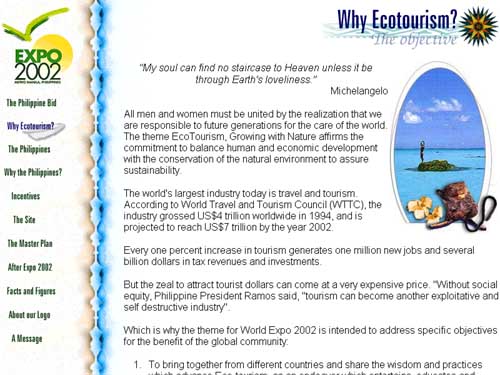 EXPO
2002
METRO MANILA, PHILIPPINES
The Philippine Bid
Why Ecotourism?
The Philippines
Why the Philippines?
Incentives
The Site
The Master Plan
After Expo 2002
Facts and Figures
About our Logo
A Message
Why Ecotourism?
The objective
"My soul can find no staircase to Heaven unless it be
through Earth's loveliness."
Michelangelo
All men and women must be united by the realization that we
are responsible to future generations for the care of the world.
The theme EcoTourism, Growing with Nature affirms the
commitment to balance human and economic development
with the conservation of the natural environment to assure
sustainability.
The world's largest industry today is travel and tourism.
According to World Travel and Tourism Council (WTTC), the
industry grossed US$4 trillion worldwide in 1994, and is
projected to reach US$7 trillion by the year 2002.
Every one percent increase in tourism generates one million new jobs and several
billion dollars in tax revenues and investments.
But the zeal to attract tourist dollars can come at a very expensive price. "Without social
equity, Philippine President Ramos said, "tourism can become another exploitative and
self destructive industry".
Which is why the theme for World Expo 2002 is intended to address specific objectives
for the benefit of the global community:
1. To bring together from different countries and share the wisdom and practices
which advance Eco-tourism, as an endeavor which entertains, educates and